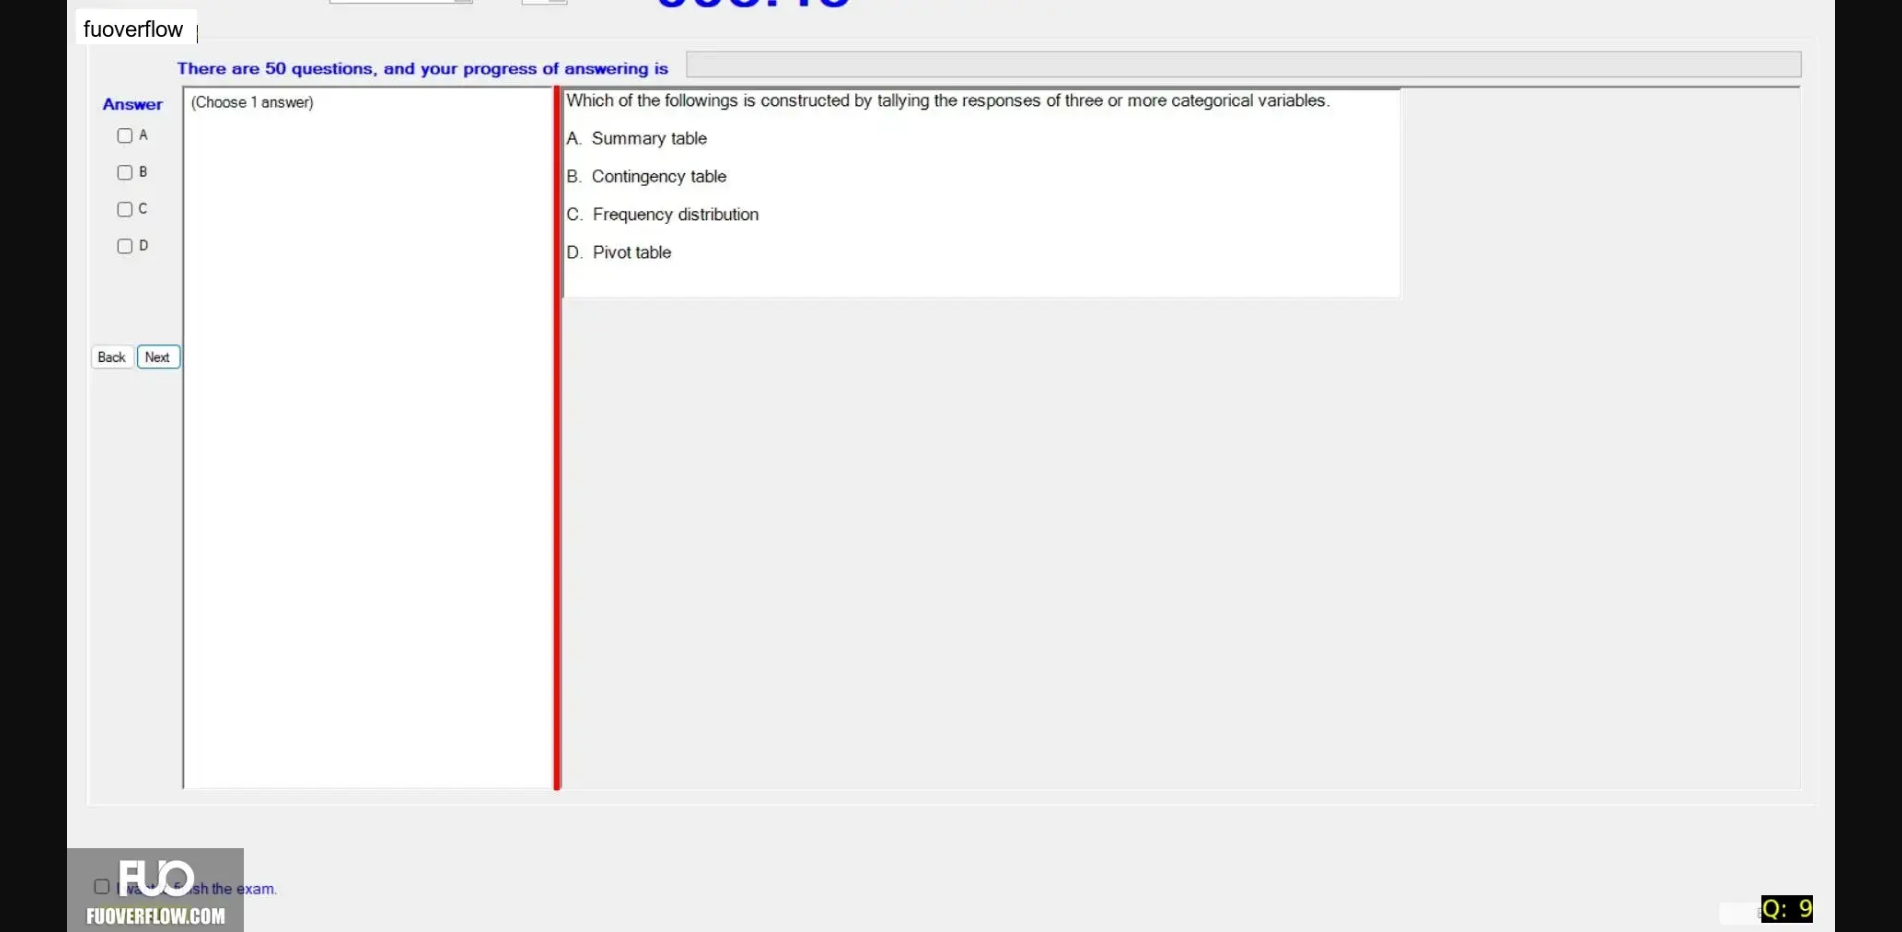 fuoverflow
There are 50 questions, and your progress of answering is
Answer
(Choose 1 answer)
A
B
C
D
Back Next
Which of the followings is constructed by tallying the responses of three or more categorical variables.
A. Summary table
B. Contingency table
C. Frequency distribution
D. Pivot table
the exam.
FUO
FUOVERFLOW.COM
Q: 9